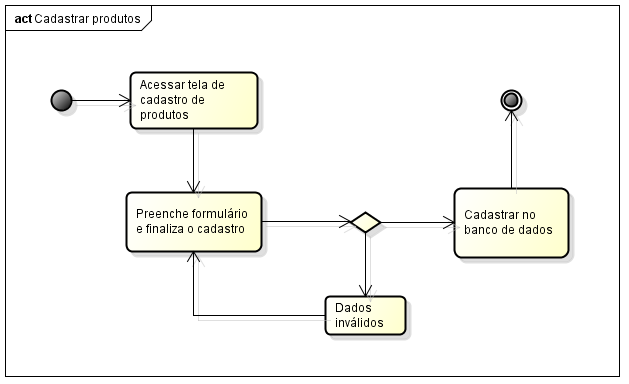 act Cadastrar produtos
Acessar tela de
cadastro de
produtos
Preenche formulário
e finaliza o cadastro
Cadastrar no
banco de dados
Dados
inválidos